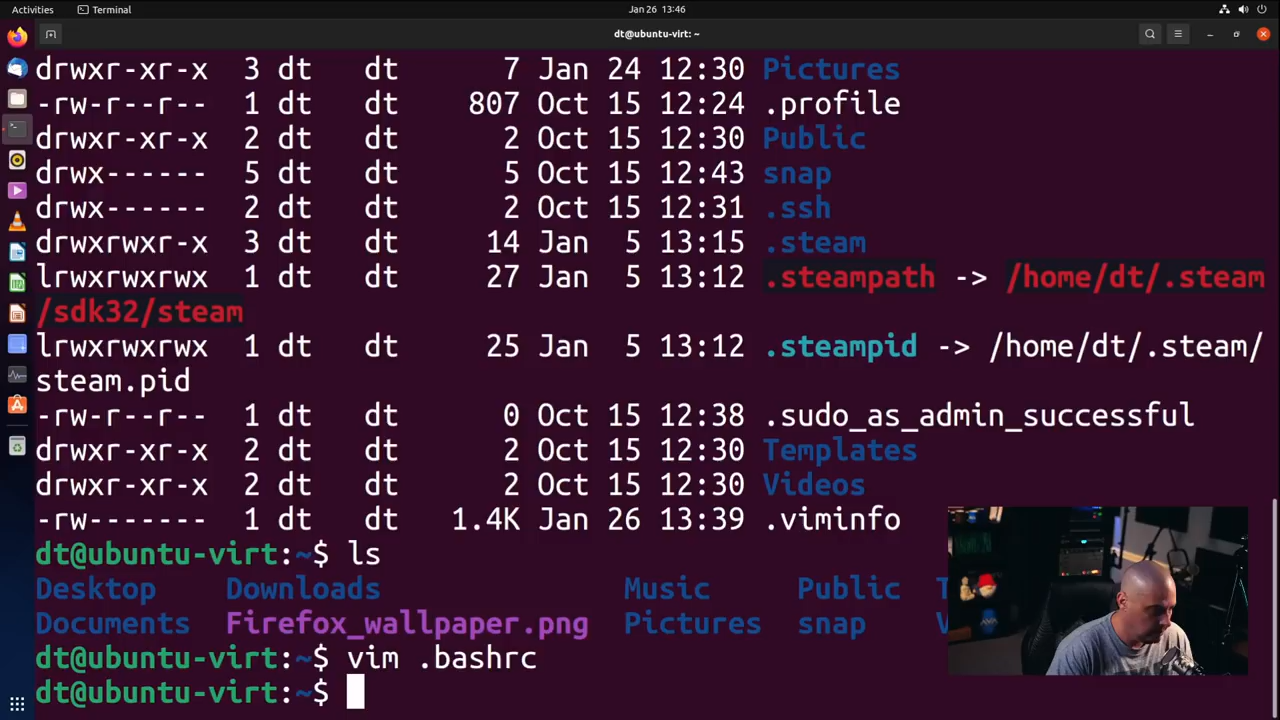 Activities Terminal Jan 26 13:46
dt@ubuntu-virt: ~
drwxr-xr-x 3 dt dt 7 Jan 24 12:30 Pictures
-rw-r--r-- 1 dt dt 807 Oct 15 12:24 .profile
drwxr-xr-x 2 dt dt 2 Oct 15 12:30 Public
drwx------ 5 dt dt 5 Oct 15 12:43 snap
drwx------ 2 dt dt 2 Oct 15 12:31 .ssh
drwxrwxr-x 3 dt dt 14 Jan 5 13:15 .steam
lrwxrwxrwx 1 dt dt 27 Jan 5 13:12 .steampath -> /home/dt/.steam
/sdk32/steam
lrwxrwxrwx 1 dt dt 25 Jan 5 13:12 .steampid -> /home/dt/.steam/
steam.pid
-rw-r--r-- 1 dt dt 0 Oct 15 12:38 .sudo_as_admin_successful
drwxr-xr-x 2 dt dt 2 Oct 15 12:30 Templates
drwxr-xr-x 2 dt dt 2 Oct 15 12:30 Videos
-rw------- 1 dt dt 1.4K Jan 26 13:39 .viminfo
dt@ubuntu-virt:~$ ls
Desktop Downloads Music Public
Documents Firefox_wallpaper.png Pictures snap
dt@ubuntu-virt:~$ vim .bashrc
dt@ubuntu-virt:~$